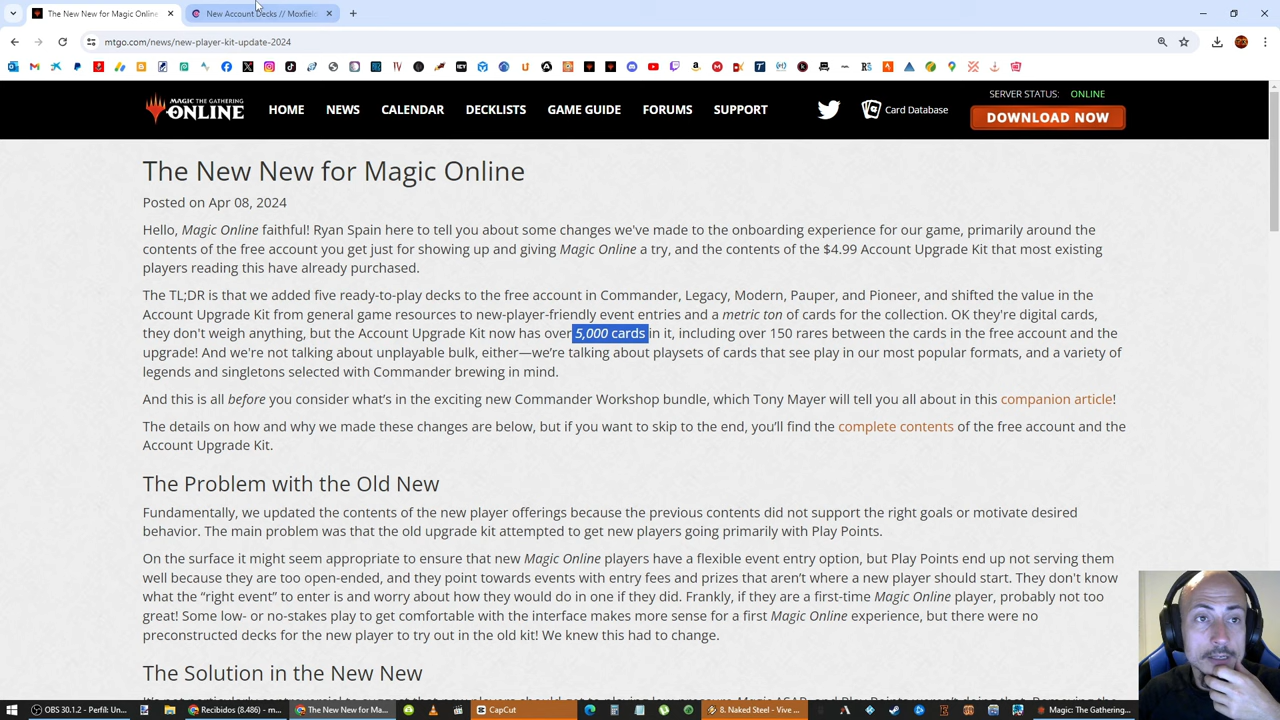 The New New for Magic Online
New Account Decks // Moxfield
mtgo.com/news/new-player-kit-update-2024
MAGIC THE GATHERING
ONLINE
HOME
NEWS
CALENDAR
DECKLISTS
GAME GUIDE
FORUMS
SUPPORT
Card Database
SERVER STATUS: ONLINE
DOWNLOAD NOW
The New New for Magic Online
Posted on Apr 08, 2024
Hello, Magic Online faithful! Ryan Spain here to tell you about some changes we've made to the onboarding experience for our game, primarily around the
contents of the free account you get just for showing up and giving Magic Online a try, and the contents of the $4.99 Account Upgrade Kit that most existing
players reading this have already purchased.
The TL;DR is that we added five ready-to-play decks to the free account in Commander, Legacy, Modern, Pauper, and Pioneer, and shifted the value in the
Account Upgrade Kit from general game resources to new-player-friendly event entries and a metric ton of cards for the collection. OK they're digital cards,
they don't weigh anything, but the Account Upgrade Kit now has over 5,000 cards in it, including over 150 rares between the cards in the free account and the
upgrade! And we're not talking about unplayable bulk, either—we're talking about playsets of cards that see play in our most popular formats, and a variety of
legends and singletons selected with Commander brewing in mind.
And this is all before you consider what's in the exciting new Commander Workshop bundle, which Tony Mayer will tell you all about in this companion article!
The details on how and why we made these changes are below, but if you want to skip to the end, you'll find the complete contents of the free account and the
Account Upgrade Kit.
The Problem with the Old New
Fundamentally, we updated the contents of the new player offerings because the previous contents did not support the right goals or motivate desired
behavior. The main problem was that the old upgrade kit attempted to get new players going primarily with Play Points.
On the surface it might seem appropriate to ensure that new Magic Online players have a flexible event entry option, but Play Points end up not serving them
well because they are too open-ended, and they point towards events with entry fees and prizes that aren't where a new player should start. They don't know
what the “right event” to enter is and worry about how they would do in one if they did. Frankly, if they are a first-time Magic Online player, probably not too
great! Some low- or no-stakes play to get comfortable with the interface makes more sense for a first Magic Online experience, but there were no
preconstructed decks for the new player to try out in the old kit! We knew this had to change.
The Solution in the New New
OBS 30.1.2 - Perfil: Un...
Recibidos (8.486) - m...
The New New for Ma...
CapCut
8. Naked Steel - Vive ...
Magic: The Gathering...